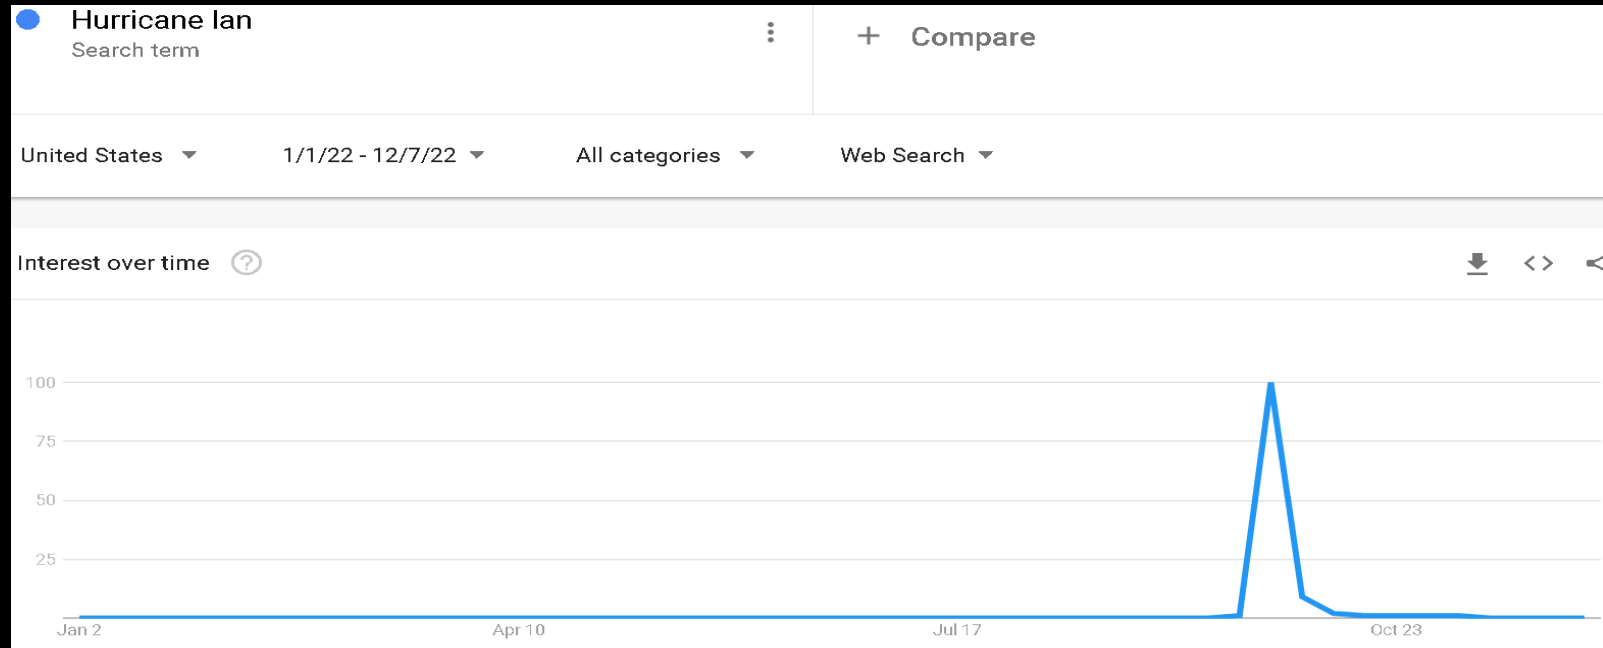 Hurricane Ian
Search term
+ Compare
United States
1/1/22 - 12/7/22
All categories
Web Search
Interest over time ?
100
75
50
25
Jan 2
Apr 10
Jul 17
Oct 23